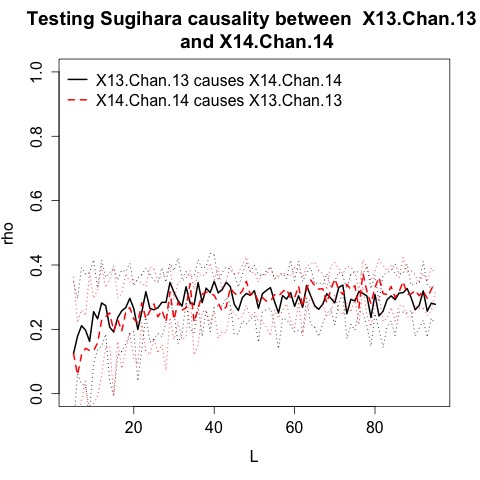 Testing Sugihara causality between  X13.Chan.13
and X14.Chan.14
X13.Chan.13 causes X14.Chan.14
X14.Chan.14 causes X13.Chan.13
1.0
0.8
0.6
0.4
0.2
0.0
rho
20 40 60 80
L